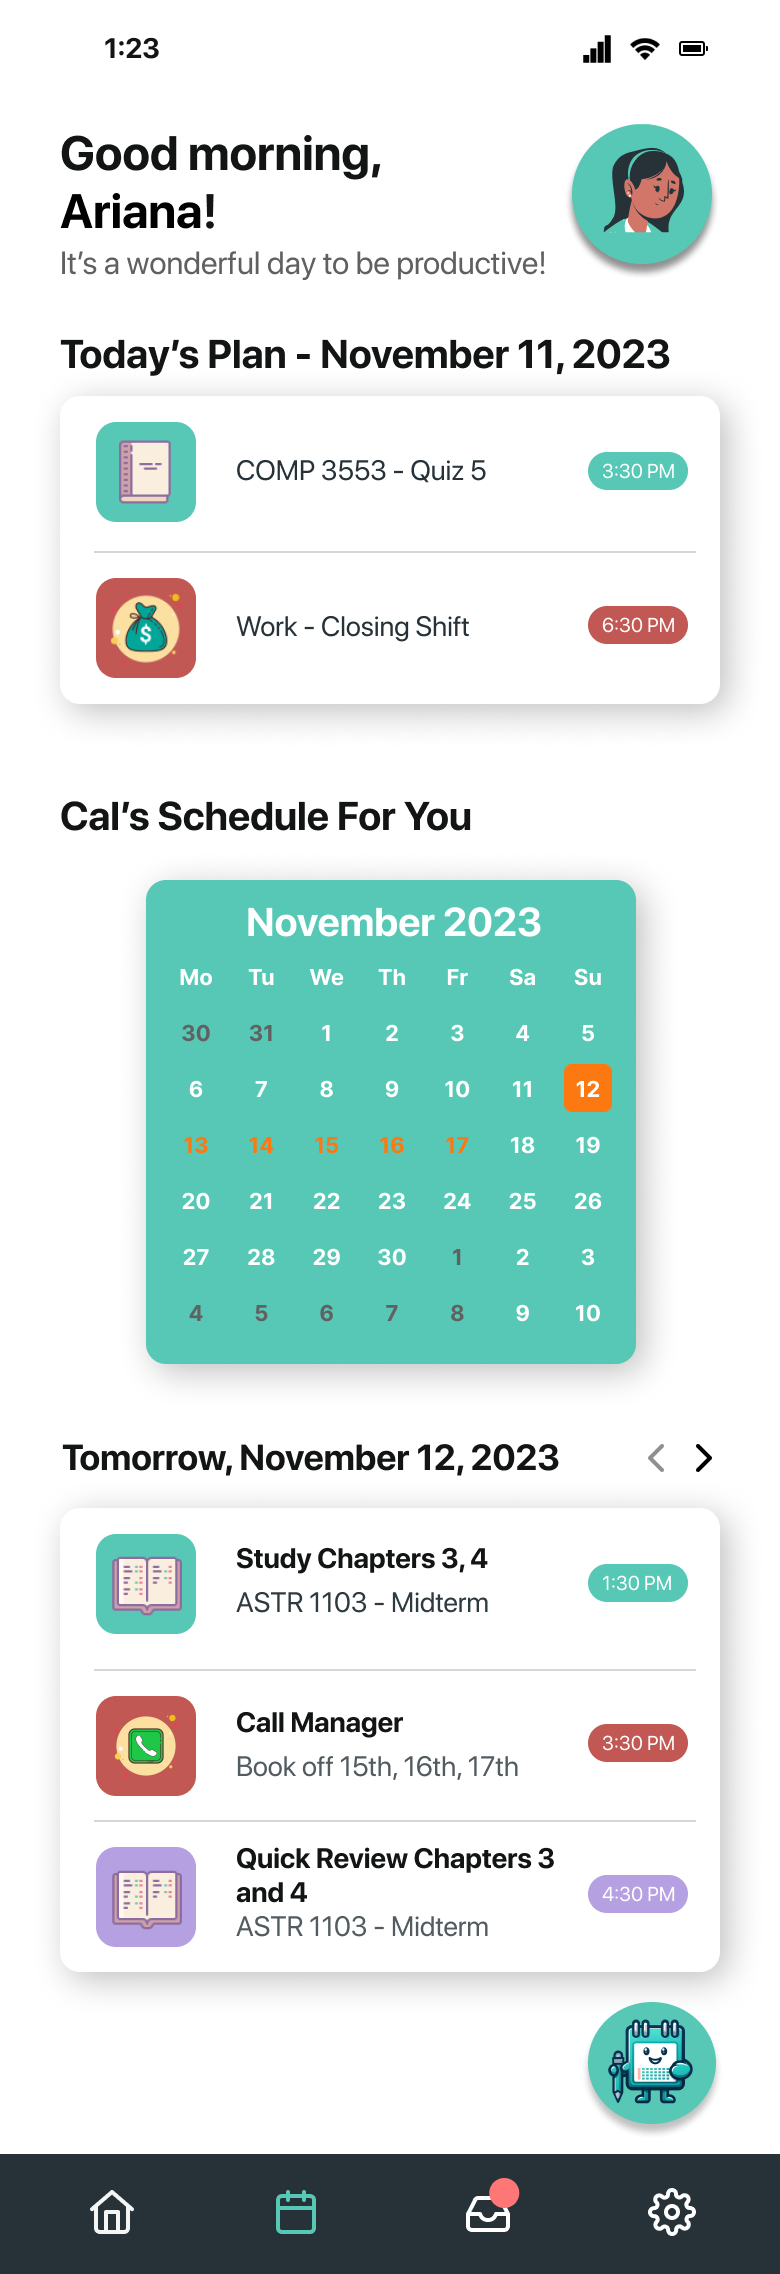 1:23
Good morning,
Ariana!
It's a wonderful day to be productive!
Today's Plan - November 11, 2023
COMP 3553 - Quiz 5
3:30 PM
$
Work - Closing Shift
6:30 PM
Cal's Schedule For You
November 2023
Mo Tu We Th Fr Sa Su
30 31 1 2 3 4 5
6 7 8 9 10 11 12
13 14 15 16 17 18 19
20 21 22 23 24 25 26
27 28 29 30 1 2 3
4 5 6 7 8 9 10
Tomorrow, November 12, 2023
Study Chapters 3, 4
ASTR 1103 - Midterm
1:30 PM
Call Manager
Book off 15th, 16th, 17th
3:30 PM
Quick Review Chapters 3
and 4
ASTR 1103 - Midterm
4:30 PM